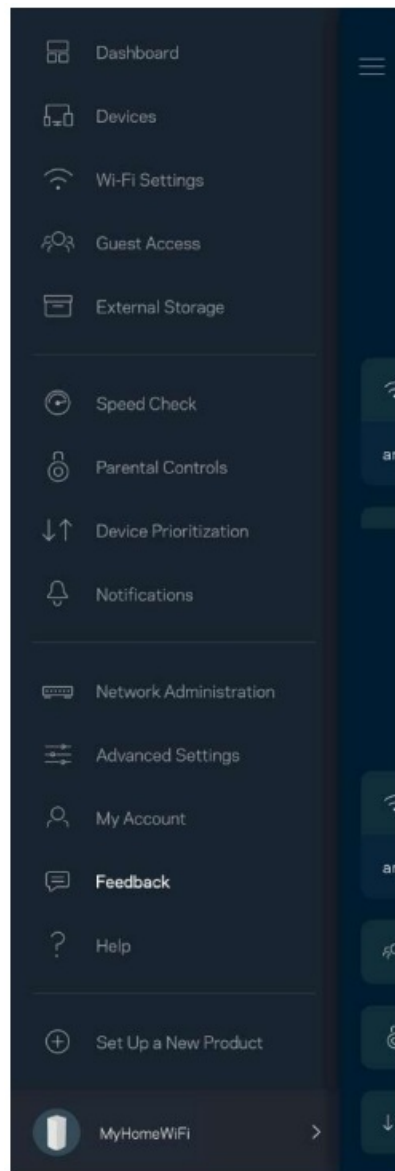 Dashboard
Devices
Wi-Fi Settings
Guest Access
External Storage
Speed Check
Parental Controls
Device Prioritization
Notifications
Network Administration
Advanced Settings
My Account
Feedback
Help
Set Up a New Product
MyHomeWiFi